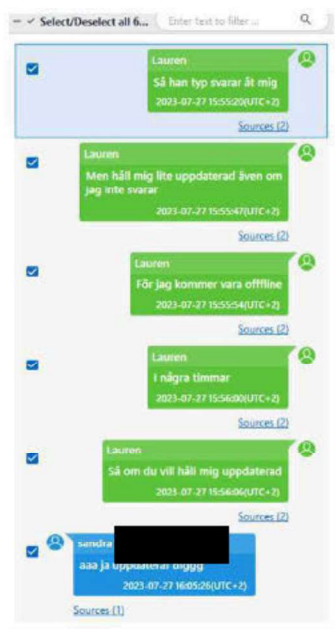 Select/Deselect all 6... Enter text to filter ...
Lauren
Så han typ svarar åt mig
2023-07-27 15:55:20(UTC+2)
Sources (2)
Lauren
Men håll mig lite uppdaterad även om
jag inte svarar
2023-07-27 15:55:47(UTC+2)
Sources (2)
Lauren
För jag kommer vara offfline
2023-07-27 15:55:54(UTC+2)
Sources (2)
Lauren
I några timmar
2023-07-27 15:56:00(UTC+2)
Sources (2)
Lauren
Så om du vill håll mig uppdaterad
2023-07-27 15:56:06(UTC+2)
Sources (2)
sandra
aaa ja uppdaterar diggg
2023-07-27 16:05:26(UTC+2)
Sources (1)